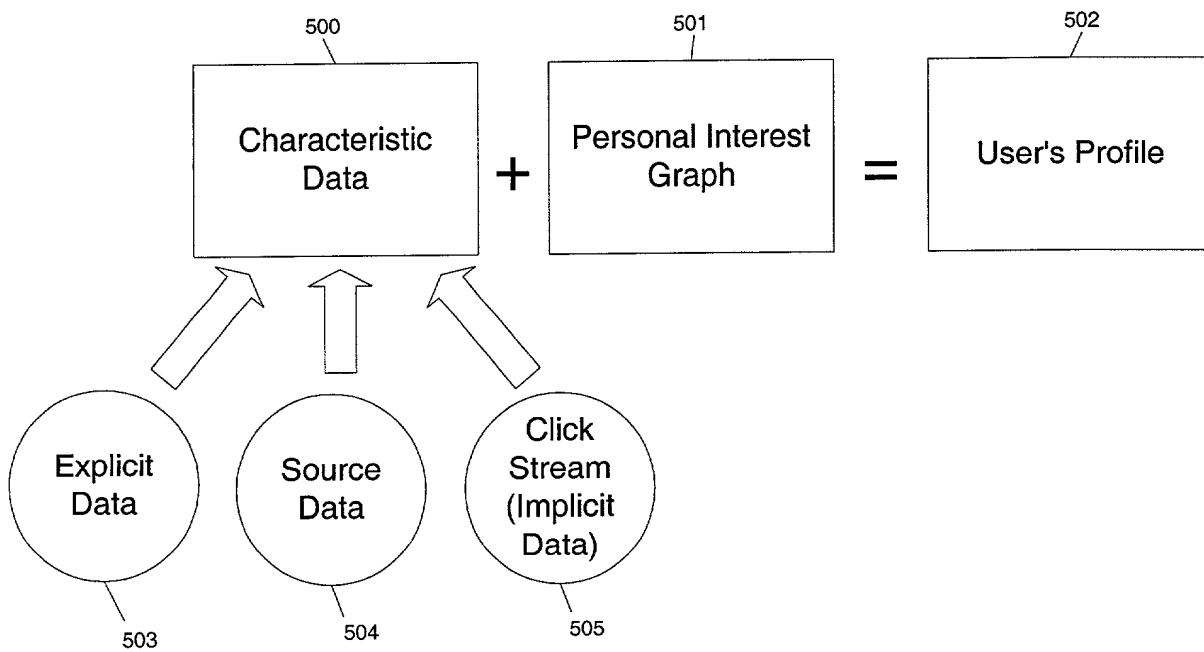 500
501
502
Characteristic
Data
+
Personal Interest
Graph
=
User's Profile
Explicit
Data
Source
Data
Click
Stream
(Implicit
Data)
503
504
505